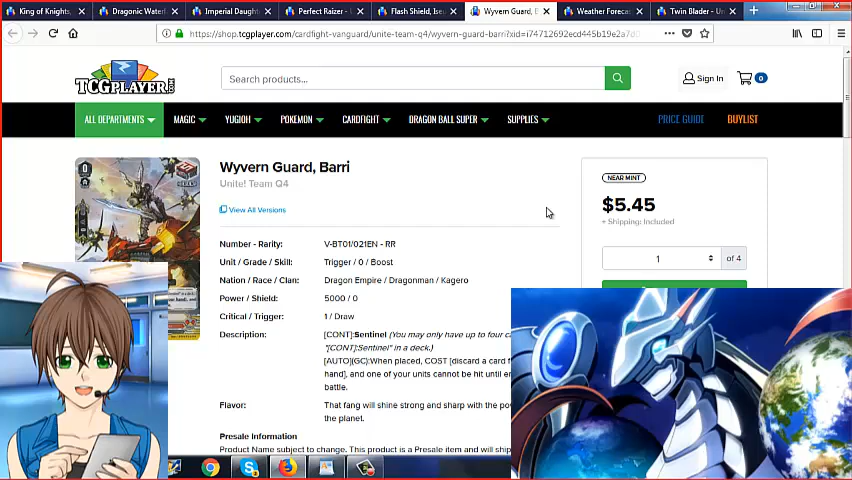 King of Knights,
Dragonic Waterf
Imperial Daught
Perfect Raizer -
Flash Shield, Iseu
Wyvern Guard, B
Weather Forecas
Twin Blader - Un
https://shop.tcgplayer.com/cardfight-vanguard/unite-team-q4/wyvern-guard-barri?xid=i74712692ecd445b19e2a7d8
TCGPLAYER.COM
Search products...
Sign In
0
ALL DEPARTMENTS
MAGIC
YUGIOH
POKEMON
CARDFIGHT
DRAGON BALL SUPER
SUPPLIES
PRICE GUIDE
BUYLIST
Wyvern Guard, Barri
Unite! Team Q4
View All Versions
NEAR MINT
$5.45
+ Shipping: Included
1
of 4
Number - Rarity: V-BT01/021EN - RR
Unit / Grade / Skill: Trigger / 0 / Boost
Nation / Race / Clan: Dragon Empire / Dragonman / Kagero
Power / Shield: 5000 / 0
Critical / Trigger: 1 / Draw
Description: [CONT]:Sentinel (You may only have up to four ca
"[CONT]:Sentinel" in a deck.)
[AUTO](GC):When placed, COST [discard a card f
hand], and one of your units cannot be hit until en
battle.
Flavor: That fang will shine strong and sharp with the po
the planet.
Presale Information
Product Name subject to change. This product is a Presale item and will ship